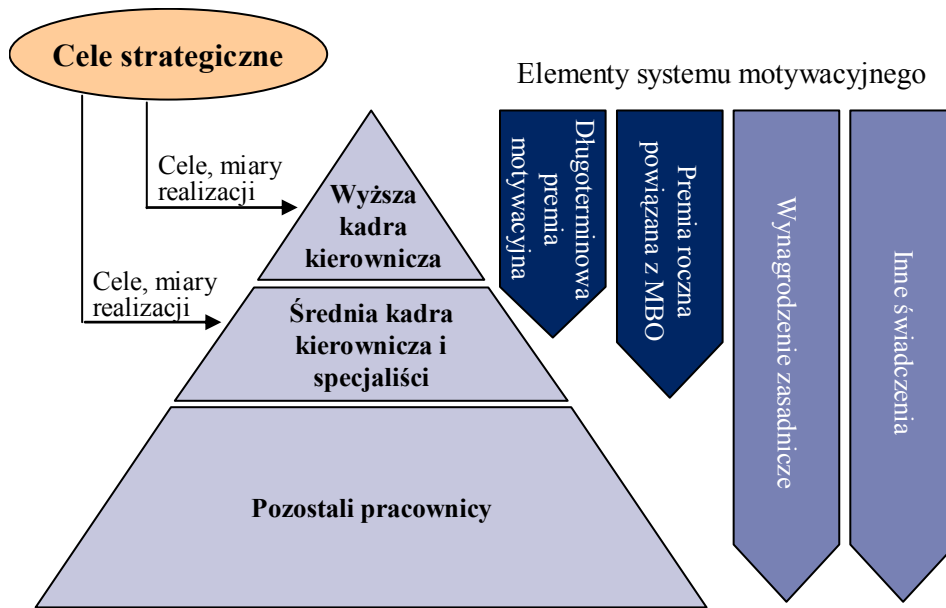 Cele strategiczne
Elementy systemu motywacyjnego
Cele, miary
realizacji
Wyższa
kadra
kierownicza
Cele, miary
realizacji
Średnia kadra
kierownicza i
specjaliści
Pozostali pracownicy
Długoterminowa
premia
motywacyjna
Premia roczna
powiązana z MBO
Wynagrodzenie zasadnicze
Inne świadczenia